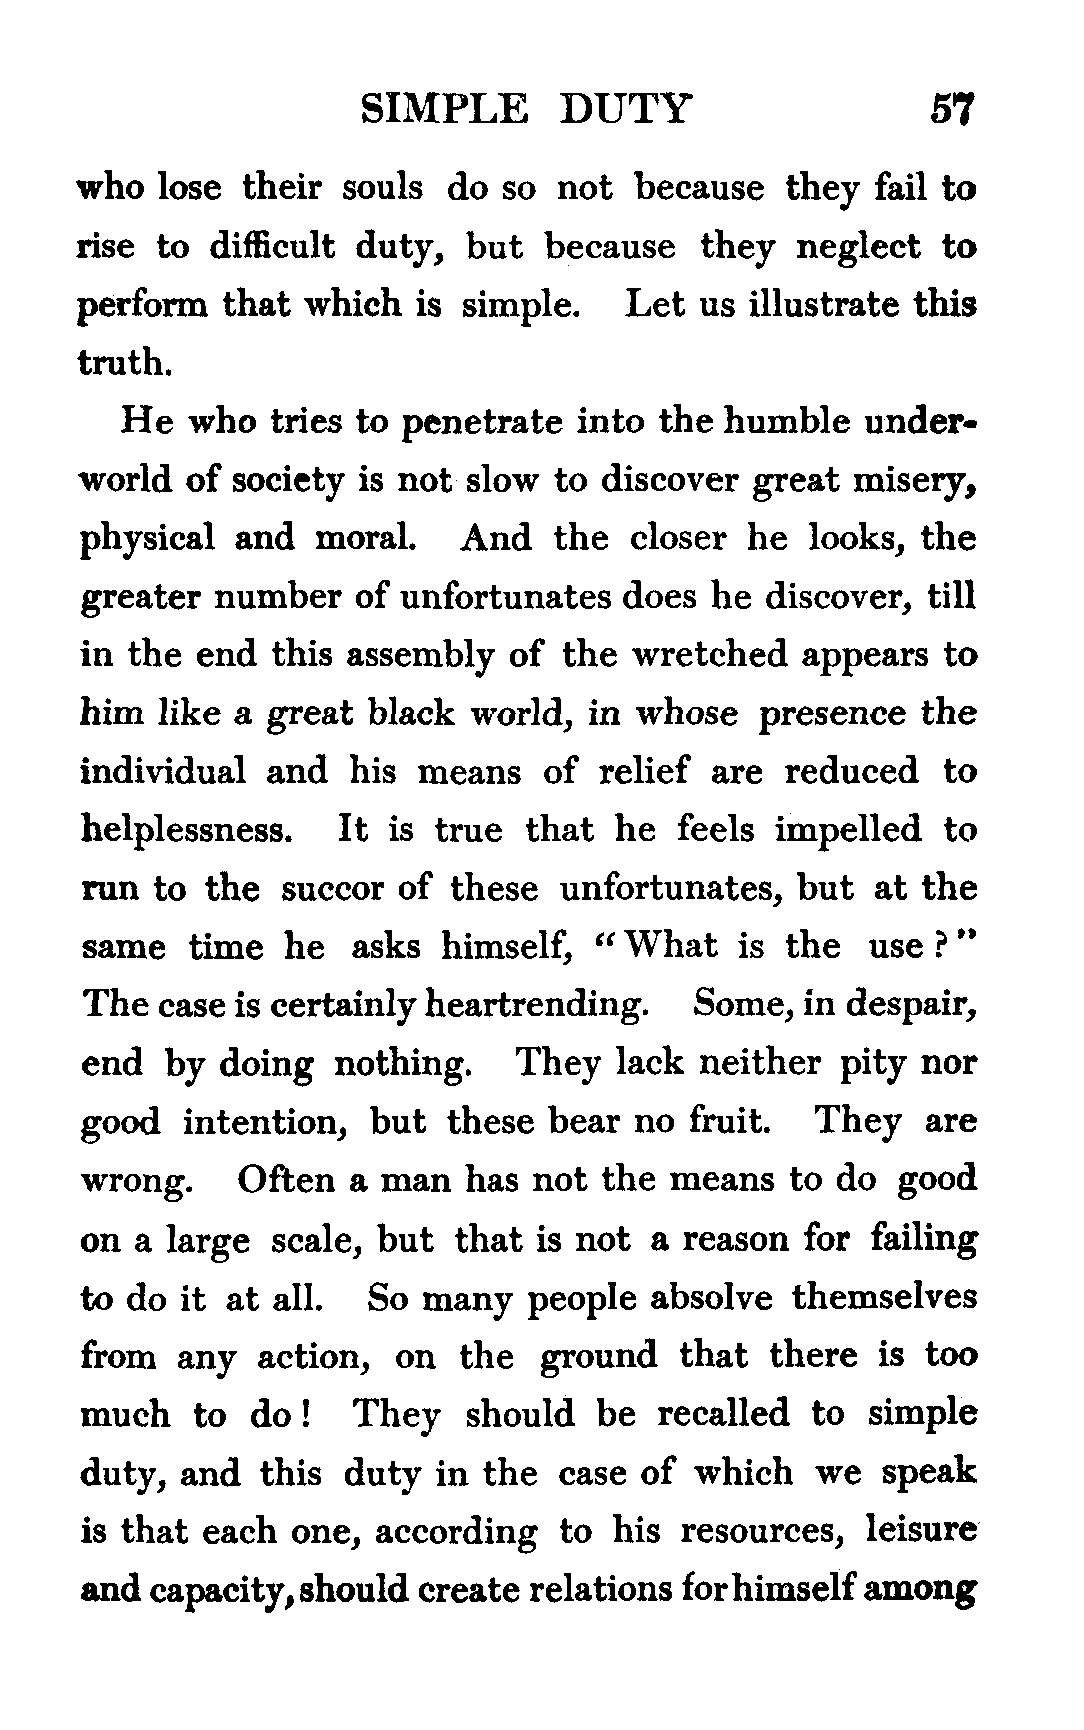 SIMPLE DUTY 57
who lose their souls do so not because they fail to
rise to difficult duty, but because they neglect to
perform that which is simple. Let us illustrate this
truth.
He who tries to penetrate into the humble under-
world of society is not slow to discover great misery,
physical and moral. And the closer he looks, the
greater number of unfortunates does he discover, till
in the end this assembly of the wretched appears to
him like a great black world, in whose presence the
individual and his means of relief are reduced to
helplessness. It is true that he feels impelled to
run to the succor of these unfortunates, but at the
same time he asks himself, "What is the use?"
The case is certainly heartrending. Some, in despair,
end by doing nothing. They lack neither pity nor
good intention, but these bear no fruit. They are
wrong. Often a man has not the means to do good
on a large scale, but that is not a reason for failing
to do it at all. So many people absolve themselves
from any action, on the ground that there is too
much to do! They should be recalled to simple
duty, and this duty in the case of which we speak
is that each one, according to his resources, leisure
and capacity, should create relations for himself among